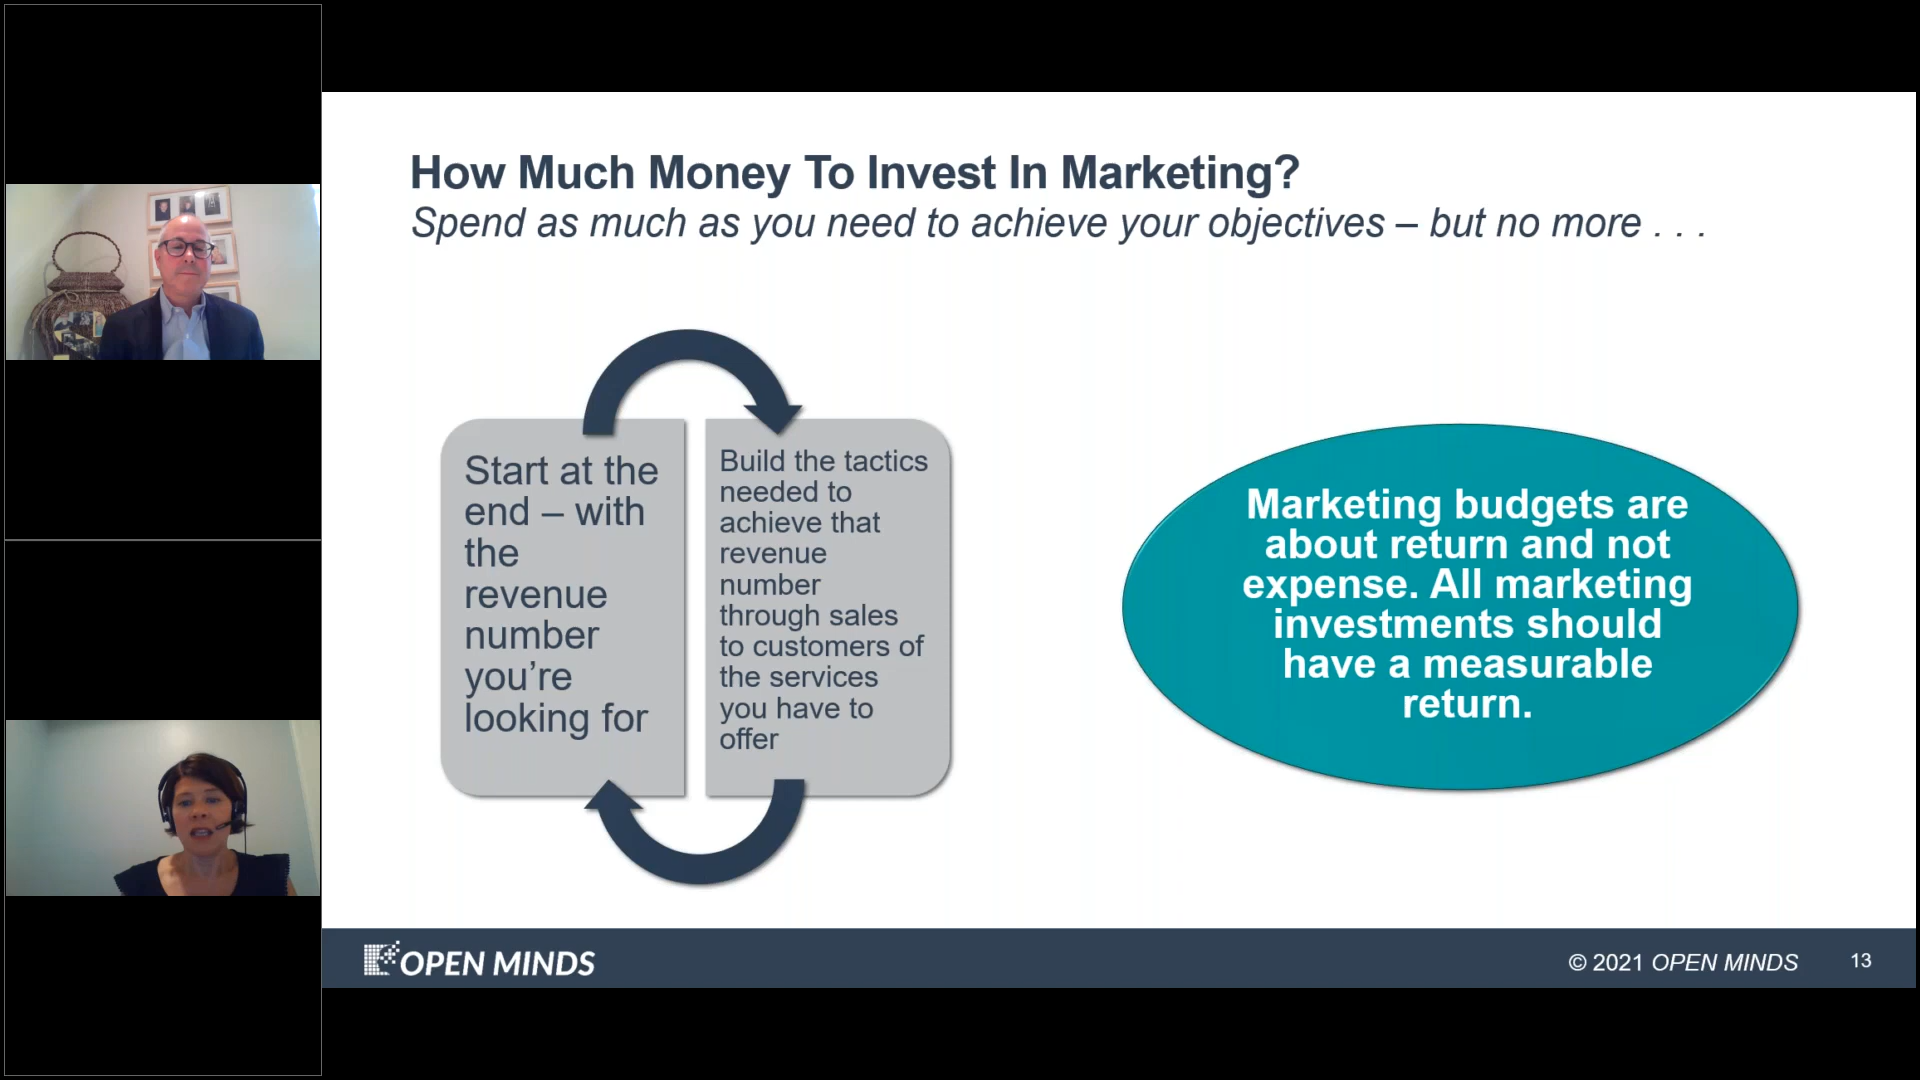 How Much Money To Invest In Marketing?
Spend as much as you need to achieve your objectives – but no more . . .
Start at the
end – with
the
revenue
number
you’re
looking for
Build the tactics
needed to
achieve that
revenue
number
through sales
to customers of
the services
you have to
offer
Marketing budgets are
about return and not
expense. All marketing
investments should
have a measurable
return.
OPEN MINDS
© 2021 OPEN MINDS
13